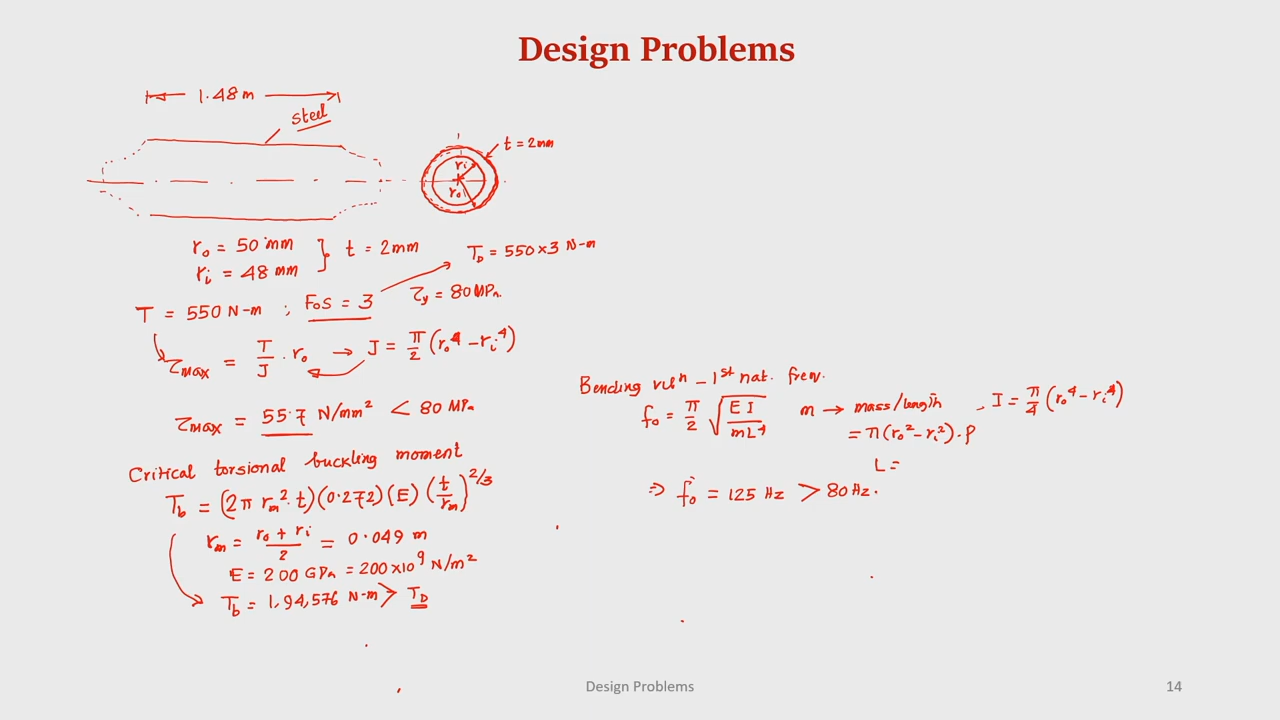 Design Problems
1.48 m
steel
t = 2mm
ri
ro
ro = 50 mm
ri = 48 mm
} t = 2mm
TD = 550×3 N-m
T = 550 N-m ; FoS = 3
τy = 80MPa
τmax = T/J · ro → J = π/2 (ro⁴ - ri⁴)
τmax = 55.7 N/mm² < 80 MPa
Critical torsional buckling moment
Tb = (2π rm² · t)(0.272)(E)(t/rm)^2/3
rm = ro + ri / 2 = 0.049 m
E = 200 GPa = 200×10⁹ N/m²
Tb = 1,94,576 N-m > TD
Bending vibⁿ - 1st nat. freq.
fo = π/2 √(E I / mL⁴) m → mass/length , I = π/4 (ro⁴ - ri⁴)
= π(ro² - ri²) · ρ
L =
⇒ fo = 125 Hz > 80 Hz.
Design Problems
14